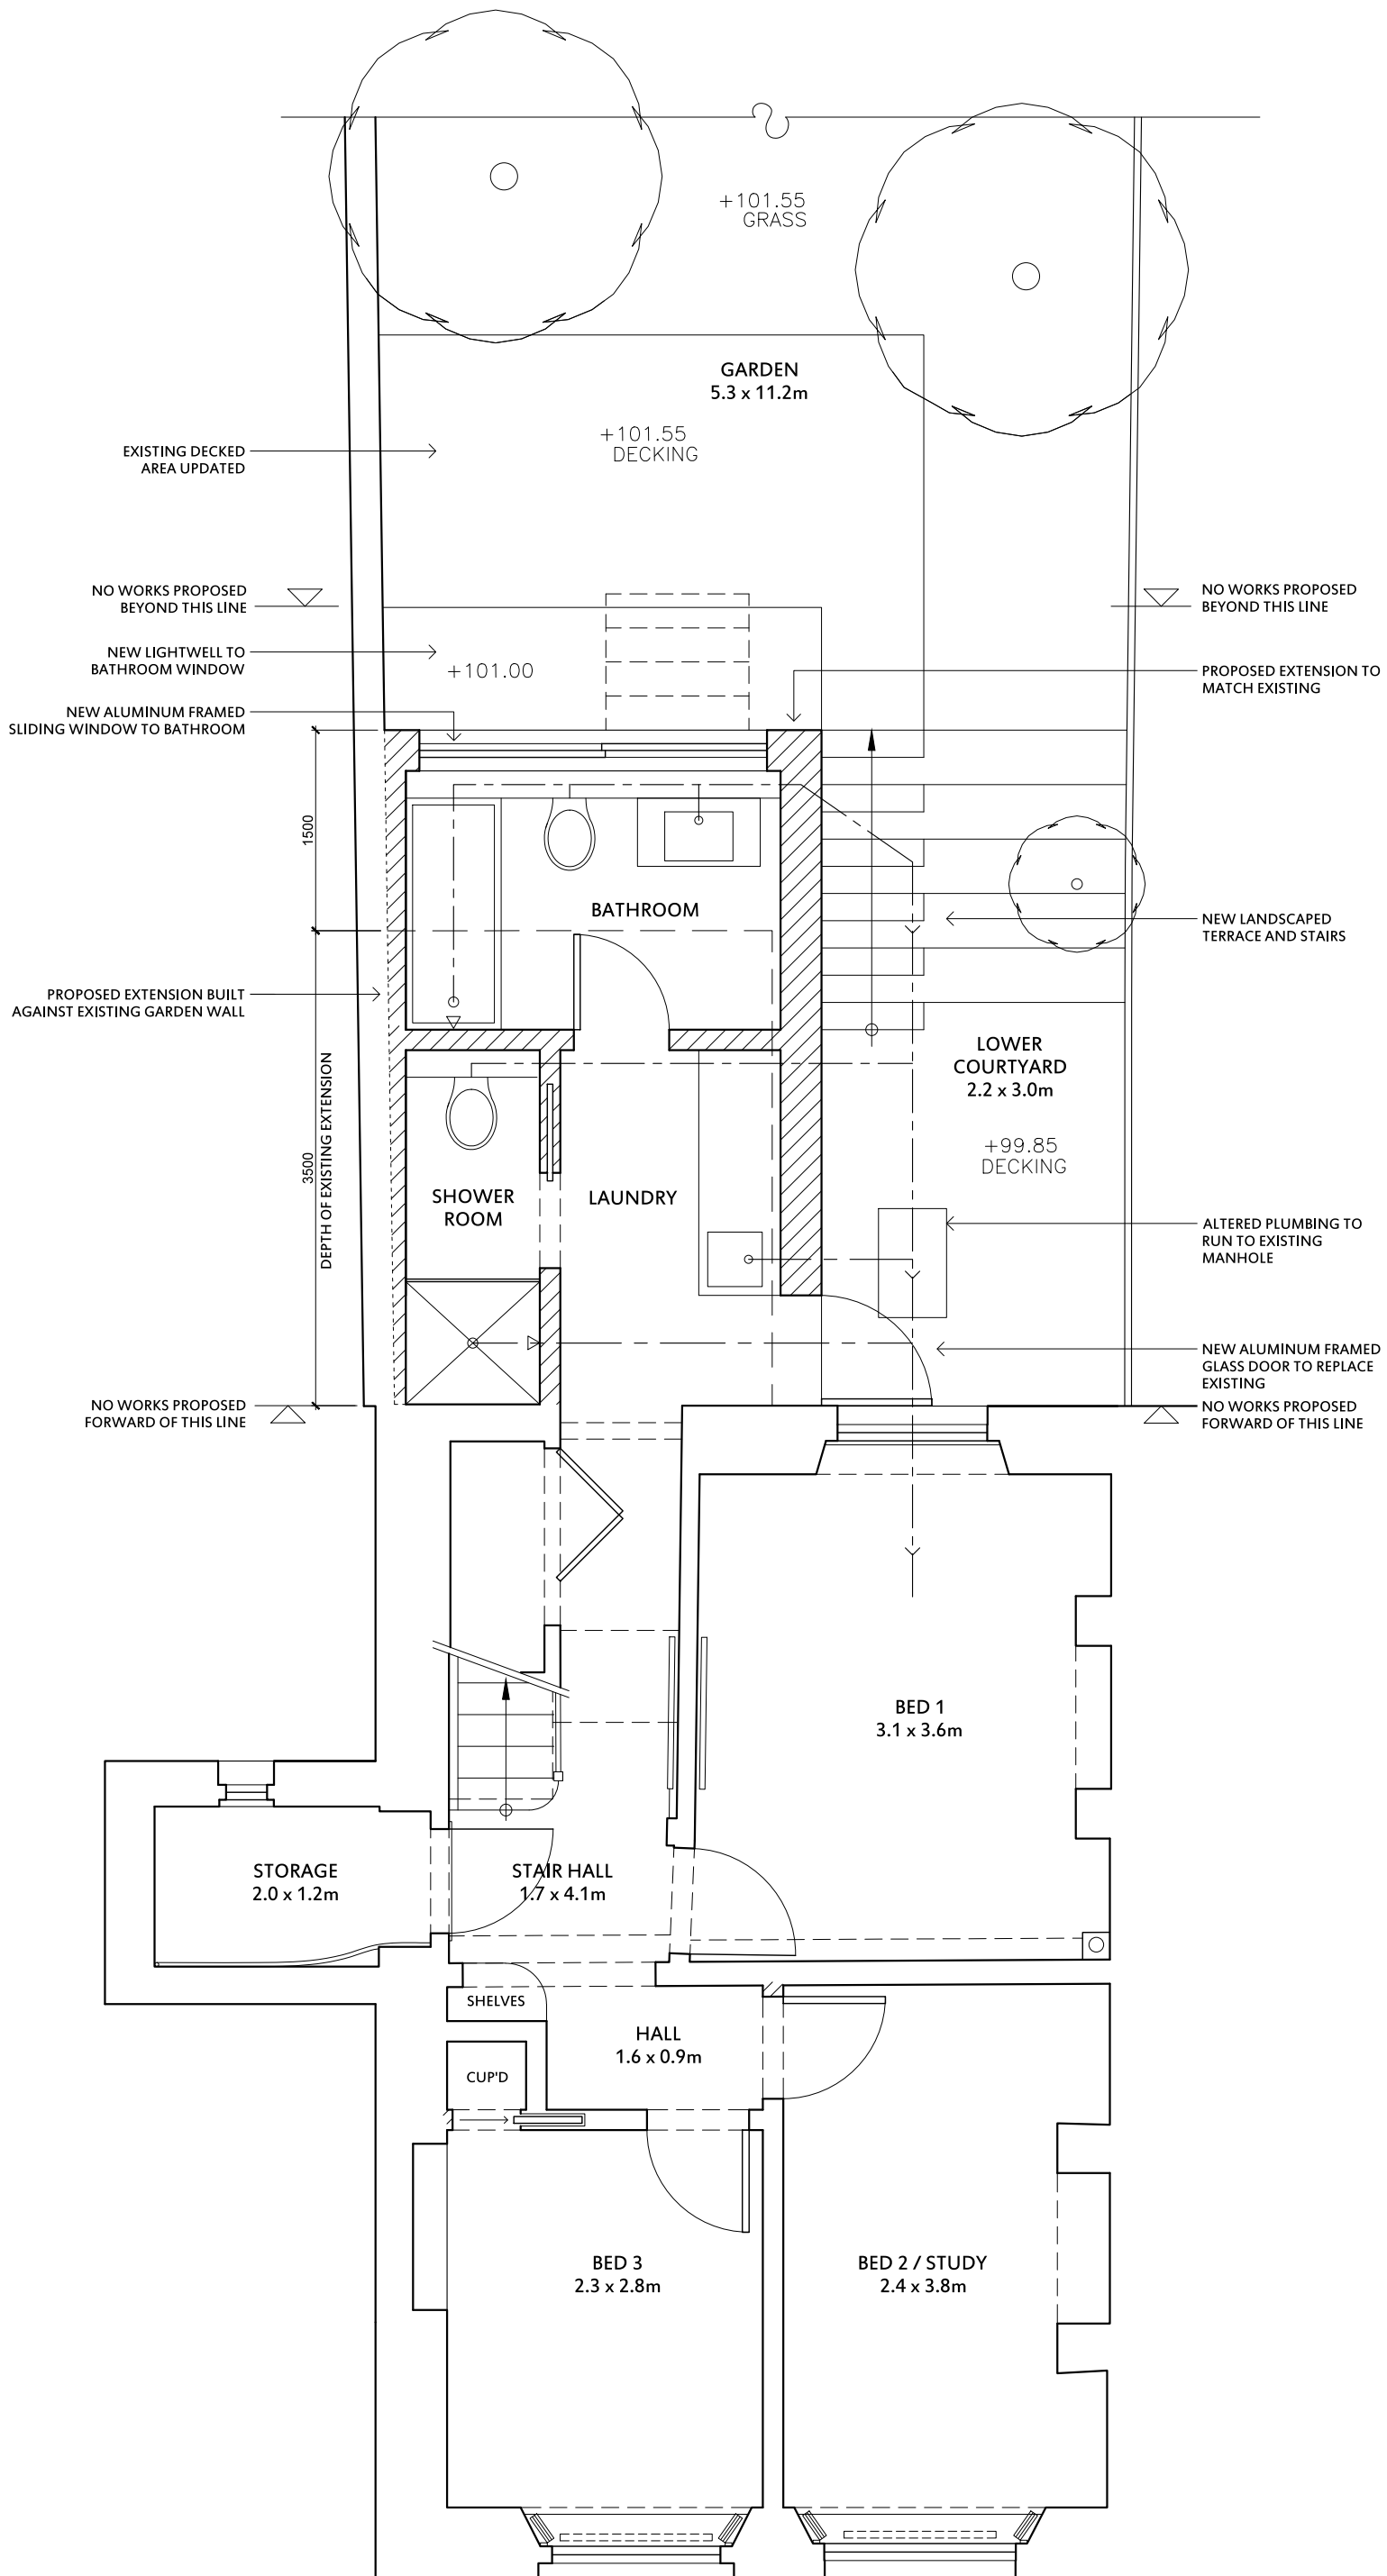 +101.55
GRASS
GARDEN
5.3 x 11.2m
+101.55
DECKING
EXISTING DECKED
AREA UPDATED
NO WORKS PROPOSED
BEYOND THIS LINE
NO WORKS PROPOSED
BEYOND THIS LINE
NEW LIGHTWELL TO
BATHROOM WINDOW
+101.00
PROPOSED EXTENSION TO
MATCH EXISTING
NEW ALUMINUM FRAMED
SLIDING WINDOW TO BATHROOM
1500
BATHROOM
NEW LANDSCAPED
TERRACE AND STAIRS
PROPOSED EXTENSION BUILT
AGAINST EXISTING GARDEN WALL
LOWER
COURTYARD
2.2 x 3.0m
+99.85
DECKING
3500
DEPTH OF EXISTING EXTENSION
SHOWER
ROOM
LAUNDRY
ALTERED PLUMBING TO
RUN TO EXISTING
MANHOLE
NEW ALUMINUM FRAMED
GLASS DOOR TO REPLACE
EXISTING
NO WORKS PROPOSED
FORWARD OF THIS LINE
NO WORKS PROPOSED
FORWARD OF THIS LINE
BED 1
3.1 x 3.6m
STORAGE
2.0 x 1.2m
STAIR HALL
1.7 x 4.1m
SHELVES
HALL
1.6 x 0.9m
CUP'D
BED 3
2.3 x 2.8m
BED 2 / STUDY
2.4 x 3.8m